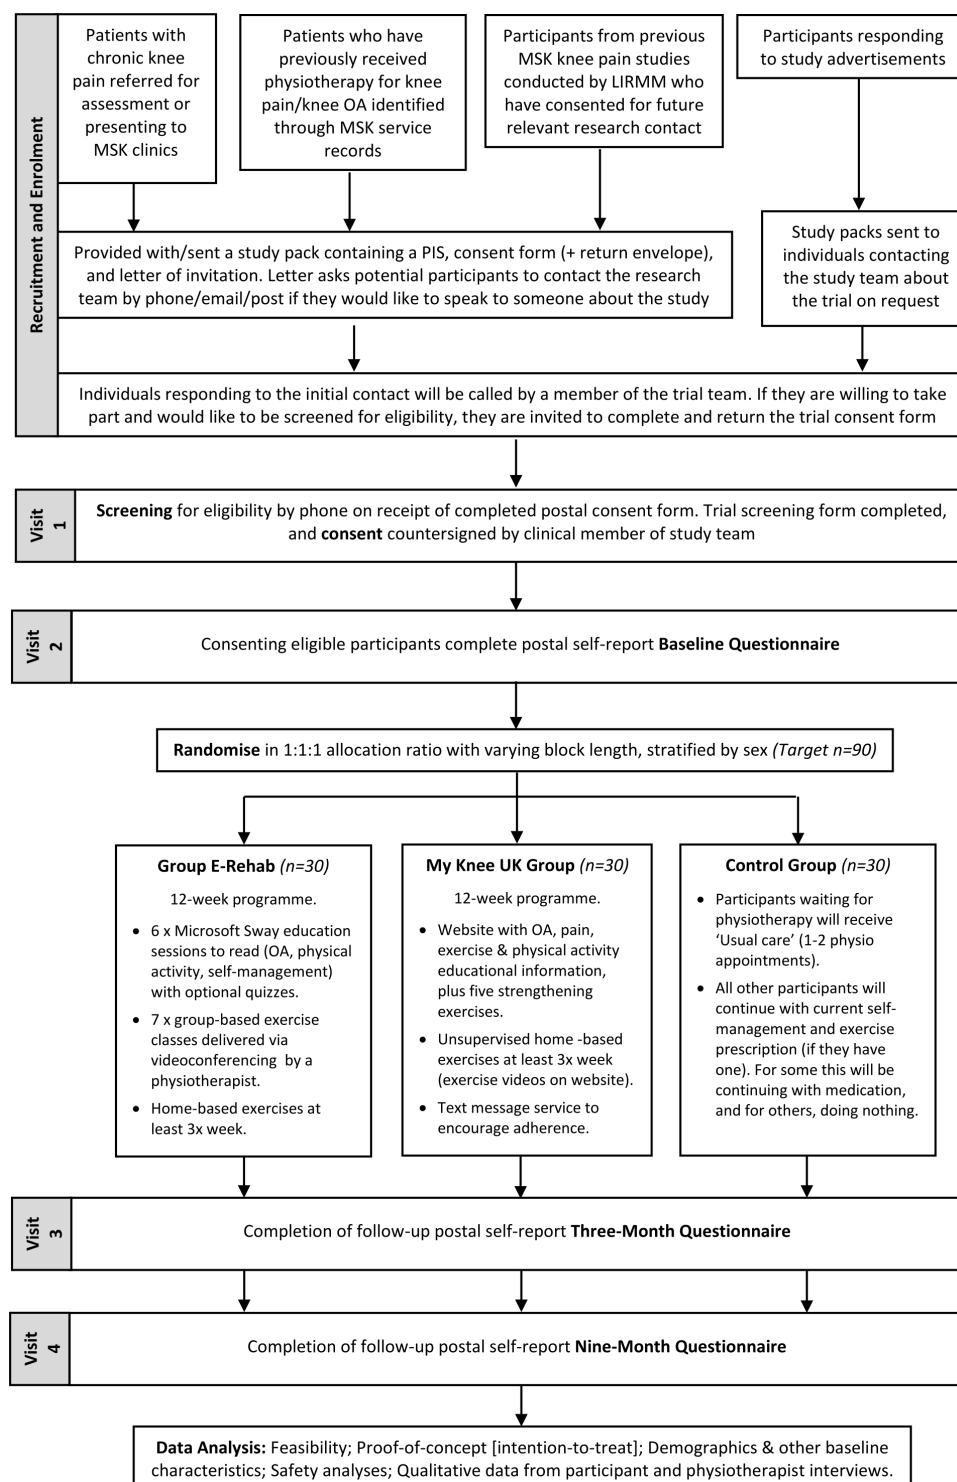 Recruitment and Enrolment
Patients with
chronic knee
pain referred for
assessment or
presenting to
MSK clinics
Patients who have
previously received
physiotherapy for knee
pain/knee OA identified
through MSK service
records
Participants from previous
MSK knee pain studies
conducted by LIRMM who
have consented for future
relevant research contact
Participants responding
to study advertisements
Provided with/sent a study pack containing a PIS, consent form (+ return envelope),
and letter of invitation. Letter asks potential participants to contact the research
team by phone/email/post if they would like to speak to someone about the study
Study packs sent to
individuals contacting
the study team about
the trial on request
Individuals responding to the initial contact will be called by a member of the trial team. If they are willing to take
part and would like to be screened for eligibility, they are invited to complete and return the trial consent form
Visit
1
Screening for eligibility by phone on receipt of completed postal consent form. Trial screening form completed,
and consent countersigned by clinical member of study team
Visit
2
Consenting eligible participants complete postal self-report Baseline Questionnaire
Randomise in 1:1:1 allocation ratio with varying block length, stratified by sex (Target n=90)
Group E-Rehab (n=30)
12-week programme.
• 6 x Microsoft Sway education
sessions to read (OA, physical
activity, self-management)
with optional quizzes.
• 7 x group-based exercise
classes delivered via
videoconferencing by a
physiotherapist.
• Home-based exercises at
least 3x week.
My Knee UK Group (n=30)
12-week programme.
• Website with OA, pain,
exercise & physical activity
educational information,
plus five strengthening
exercises.
• Unsupervised home -based
exercises at least 3x week
(exercise videos on website).
• Text message service to
encourage adherence.
Control Group (n=30)
• Participants waiting for
physiotherapy will receive
'Usual care' (1-2 physio
appointments).
• All other participants will
continue with current self-
management and exercise
prescription (if they have
one). For some this will be
continuing with medication,
and for others, doing nothing.
Visit
3
Completion of follow-up postal self-report Three-Month Questionnaire
Visit
4
Completion of follow-up postal self-report Nine-Month Questionnaire
Data Analysis: Feasibility; Proof-of-concept [intention-to-treat]; Demographics & other baseline
characteristics; Safety analyses; Qualitative data from participant and physiotherapist interviews.